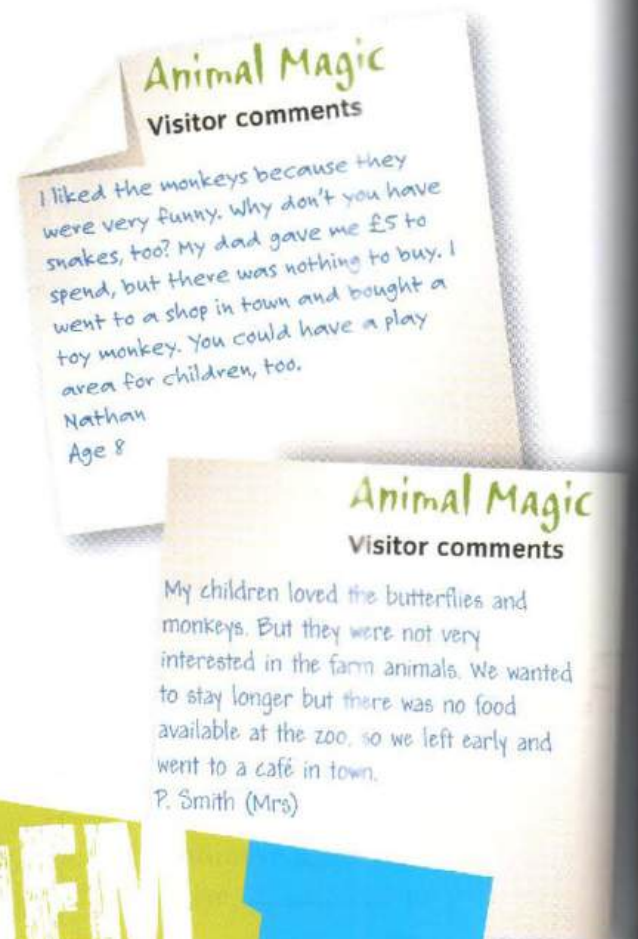 Animal Magic
Visitor comments
I liked the monkeys because they
were very funny. Why don't you have
snakes, too? My dad gave me £5 to
spend, but there was nothing to buy. I
went to a shop in town and bought a
toy monkey. You could have a play
area for children, too.
Nathan
Age 8
Animal Magic
Visitor comments
My children loved the butterflies and
monkeys. But they were not very
interested in the farm animals. We wanted
to stay longer but there was no food
available at the zoo, so we left early and
went to a café in town.
P. Smith (Mrs)